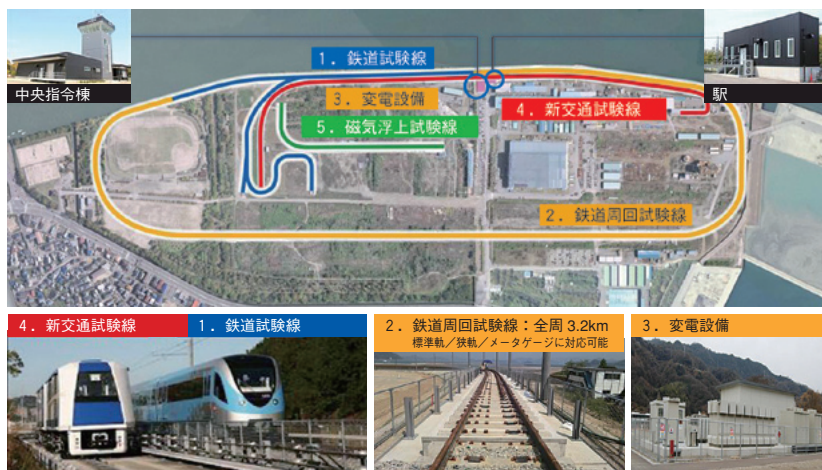 中央指令棟
1．鉄道試験線
3．変電設備
5．磁気浮上試験線
4．新交通試験線
駅
2．鉄道周回試験線
4．新交通試験線
1．鉄道試験線
2．鉄道周回試験線：全周 3.2km
標準軌／狭軌／メータゲージに対応可能
3．変電設備